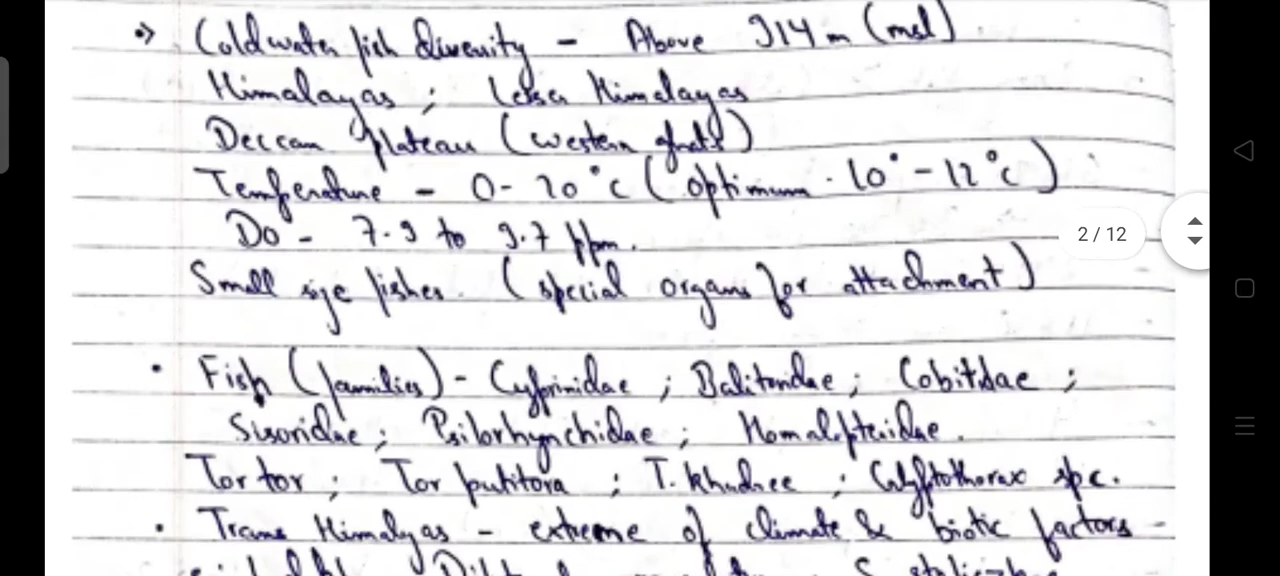 Coldwater fish diversity - Above 914 m (msl)
Himalayas ; Lesser Himalayas
Deccan plateau (western ghats)
Temperature - 0-20°c (optimum - 10° - 12°c)
Do - 7.9 to 9.7 ppm.
Small size fishes. (special organs for attachment)
2 / 12
Fish (families) - Cyprinidae ; Balitoridae ; Cobitidae ;
Sisoridae ; Psilorhynchidae ; Homalopteridae.
Tor tor ; Tor putitora ; T. khudree ; Glyptothorax spc.
Trans Himalyas - extreme of climate & biotic factors -